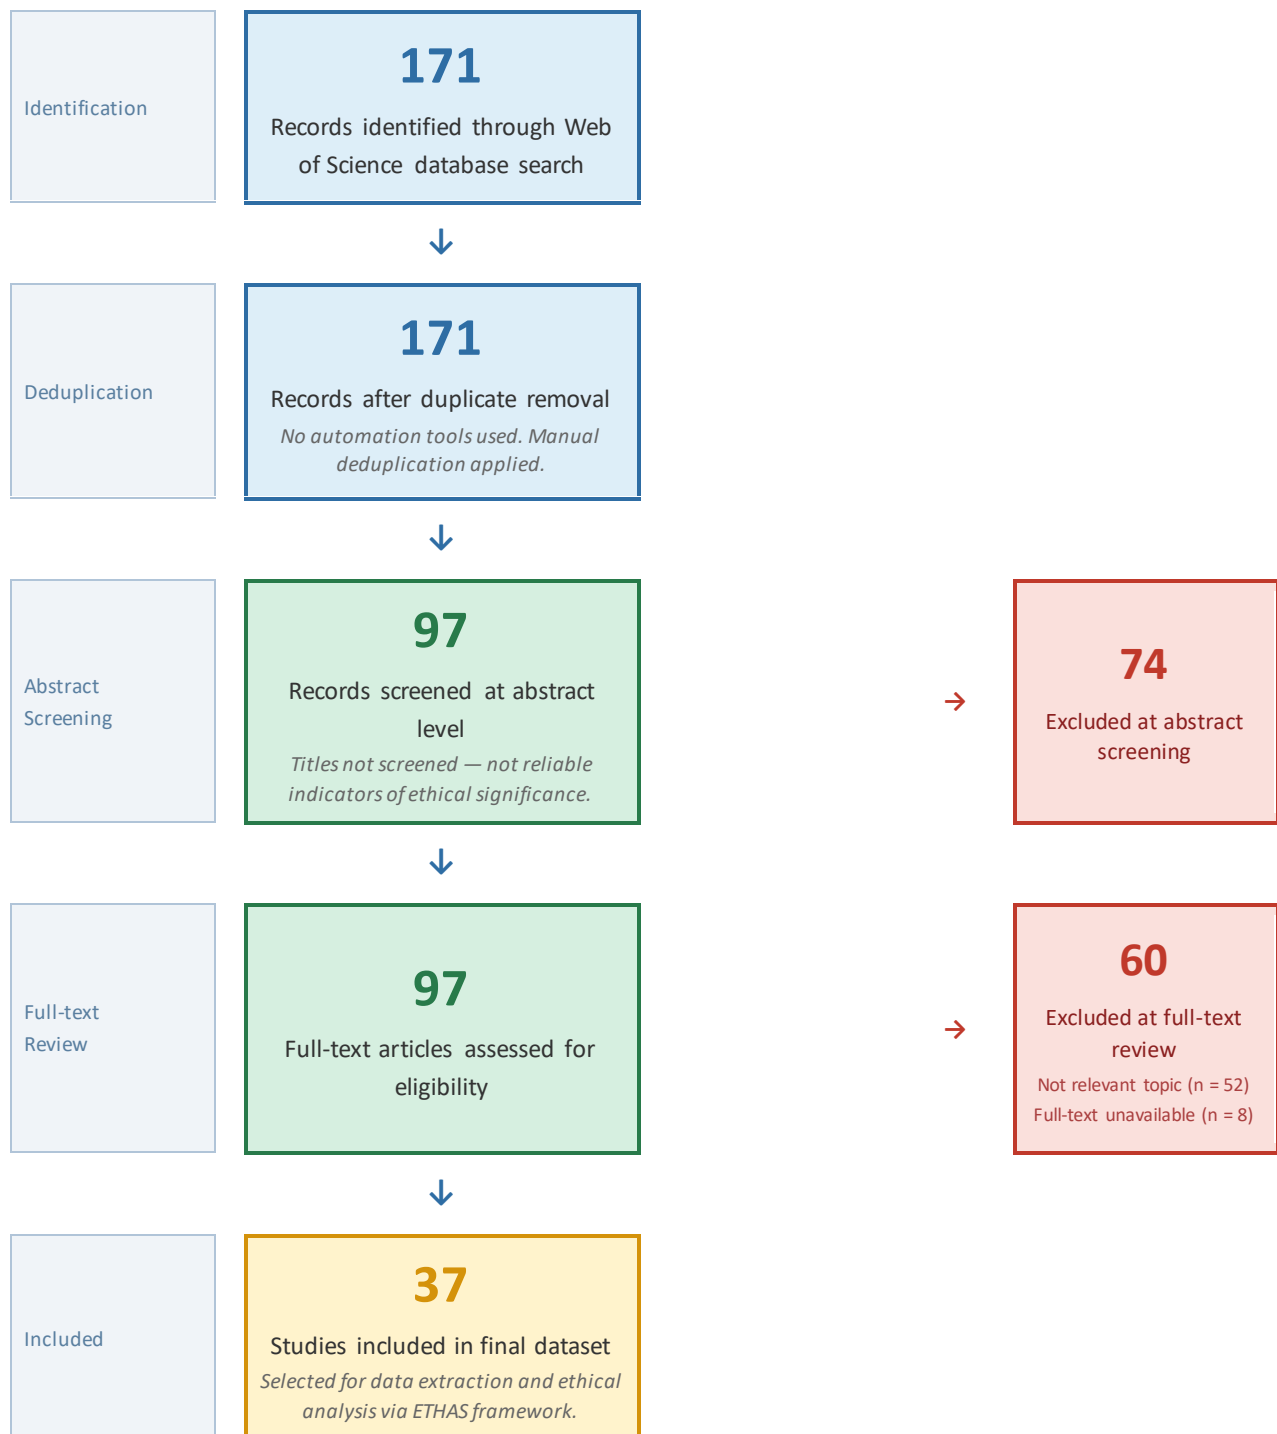 Identification
171
Records identified through Web
of Science database search
↓
Deduplication
171
Records after duplicate removal
No automation tools used. Manual
deduplication applied.
↓
Abstract
Screening
97
Records screened at abstract
level
Titles not screened — not reliable
indicators of ethical significance.
→
74
Excluded at abstract
screening
↓
Full-text
Review
97
Full-text articles assessed for
eligibility
→
60
Excluded at full-text
review
Not relevant topic (n = 52)
Full-text unavailable (n = 8)
↓
Included
37
Studies included in final dataset
Selected for data extraction and ethical
analysis via ETHAS framework.